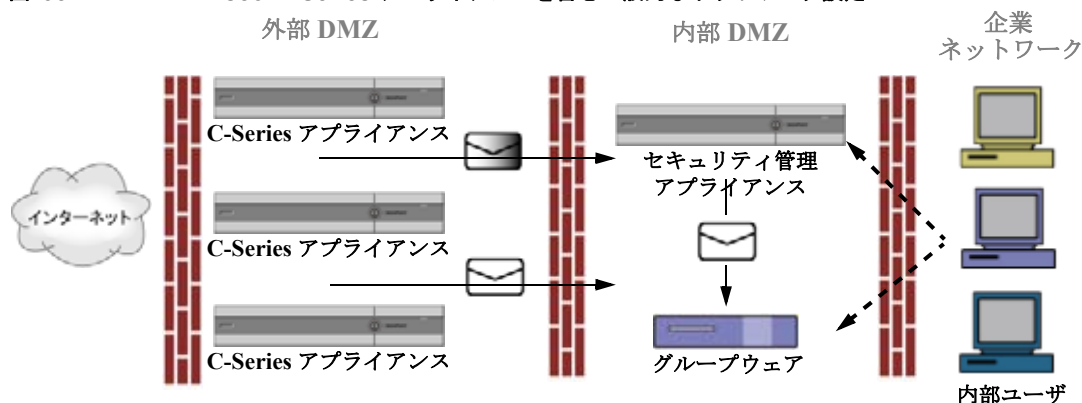 外部 DMZ
内部 DMZ
企業
ネットワーク
C-Series アプライアンス
セキュリティ管理
アプライアンス
インターネット
C-Series アプライアンス
C-Series アプライアンス
グループウェア
内部ユーザ